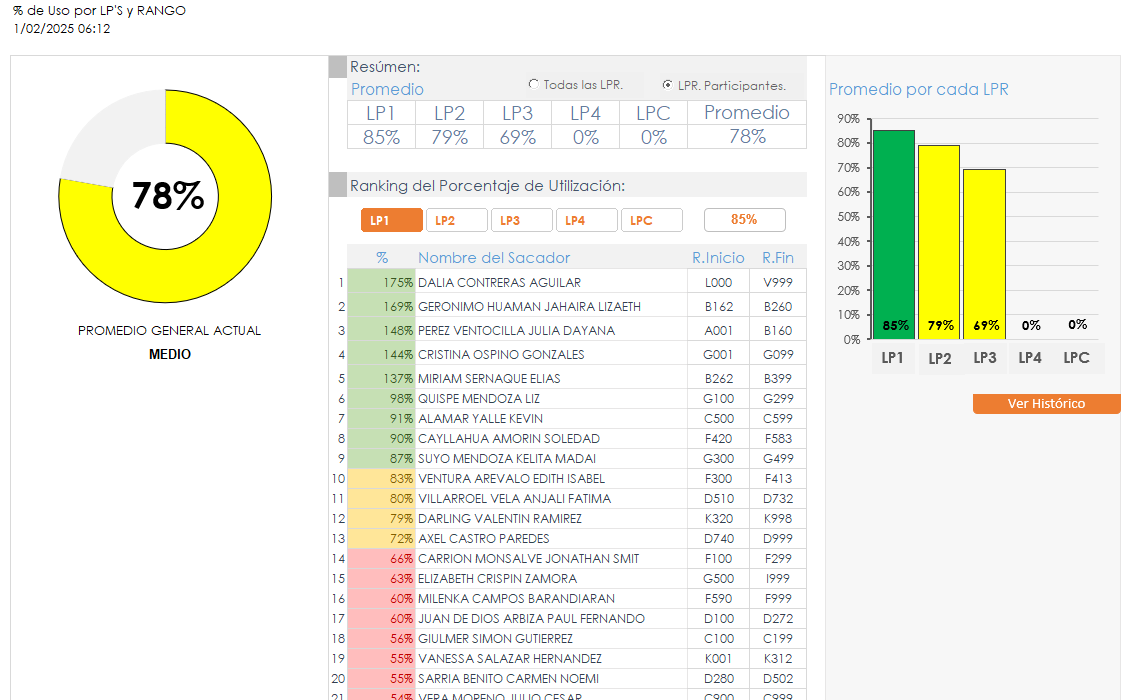 % de Uso por LP'S y RANGO
1/02/2025 06:12
78%
PROMEDIO GENERAL ACTUAL
MEDIO
Resúmen:
Promedio
Todas las LPR.
LPR. Participantes.
LP1 LP2 LP3 LP4 LPC Promedio
85% 79% 69% 0% 0% 78%
Ranking del Porcentaje de Utilización:
LP1 LP2 LP3 LP4 LPC 85%
% Nombre del Sacador R.Inicio R.Fin
1 175% DALIA CONTRERAS AGUILAR L000 V999
2 169% GERONIMO HUAMAN JAHAIRA LIZAETH B162 B260
3 148% PEREZ VENTOCILLA JULIA DAYANA A001 B160
4 144% CRISTINA OSPINO GONZALES G001 G099
5 137% MIRIAM SERNAQUE ELIAS B262 B399
6 98% QUISPE MENDOZA LIZ G100 G299
7 91% ALAMAR YALLE KEVIN C500 C599
8 90% CAYLLAHUA AMORIN SOLEDAD F420 F583
9 87% SUYO MENDOZA KELITA MADAI G300 G499
10 83% VENTURA AREVALO EDITH ISABEL F300 F413
11 80% VILLARROEL VELA ANJALI FATIMA D510 D732
12 79% DARLING VALENTIN RAMIREZ K320 K998
13 72% AXEL CASTRO PAREDES D740 D999
14 66% CARRION MONSALVE JONATHAN SMIT F100 F299
15 63% ELIZABETH CRISPIN ZAMORA G500 I999
16 60% MILENKA CAMPOS BARANDIARAN F590 F999
17 60% JUAN DE DIOS ARBIZA PAUL FERNANDO D100 D272
18 56% GIULMER SIMON GUTIERREZ C100 C199
19 55% VANESSA SALAZAR HERNANDEZ K001 K312
20 55% SARRIA BENITO CARMEN NOEMI D280 D502
21 54% VERA MORENO JULIO CESAR C900 C999
Promedio por cada LPR
90%
80%
70%
60%
50%
40%
30%
20%
10%
0%
85% 79% 69% 0% 0%
LP1 LP2 LP3 LP4 LPC
Ver Histórico